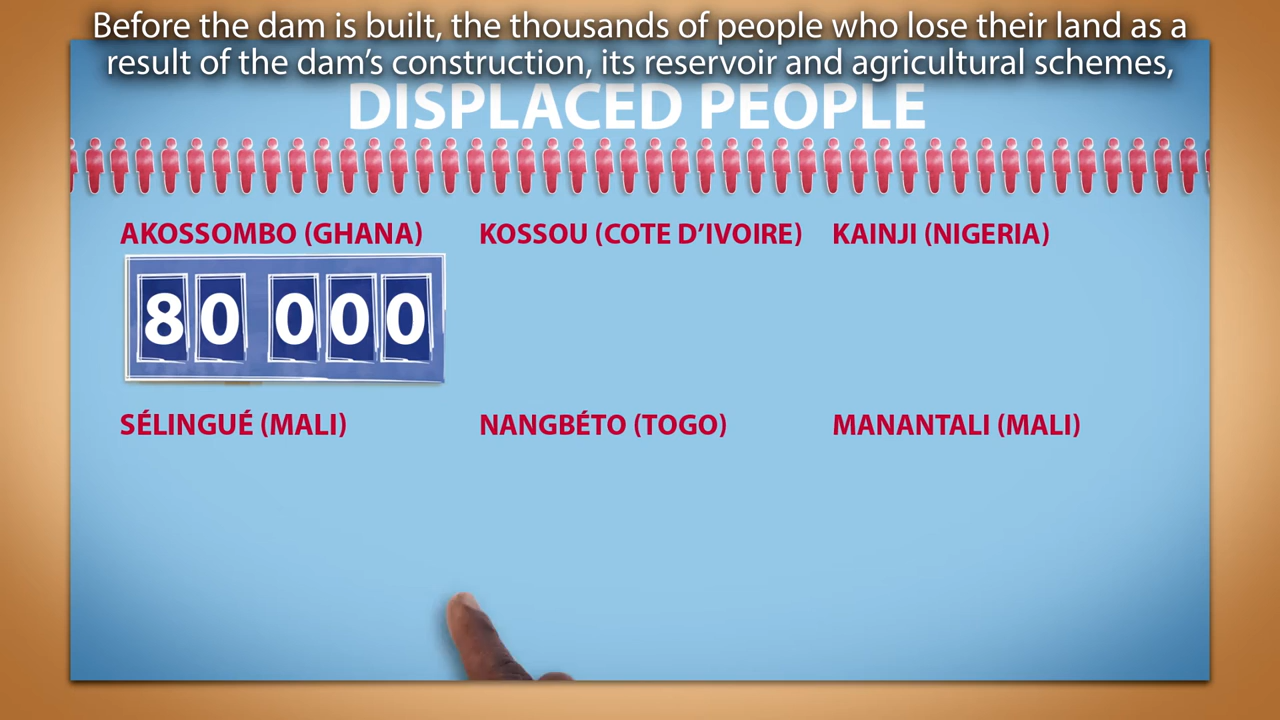 Before the dam is built, the thousands of people who lose their land as a
result of the dam’s construction, its reservoir and agricultural schemes,
DISPLACED PEOPLE
AKOSSOMBO (GHANA) KOSSOU (COTE D’IVOIRE) KAINJI (NIGERIA)
80 000
SÉLINGUÉ (MALI) NANGBÉTO (TOGO) MANANTALI (MALI)